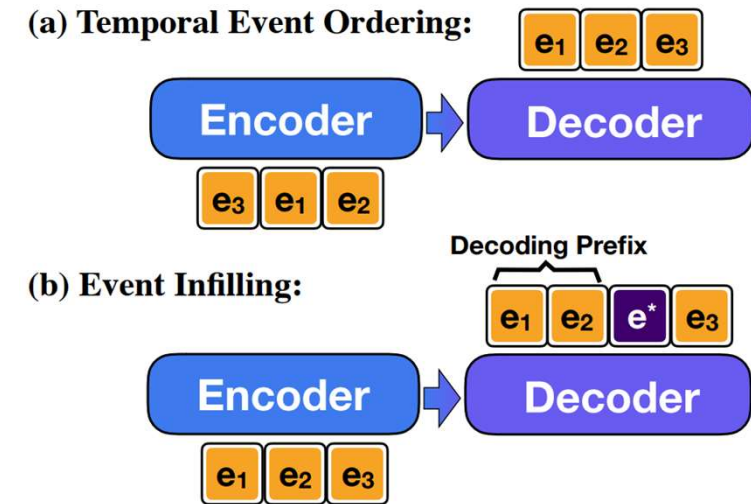 (a) Temporal Event Ordering:
e₁ e₂ e₃
Encoder
Decoder
e₃ e₁ e₂
Decoding Prefix
(b) Event Infilling:
e₁ e₂ e* e₃
Encoder
Decoder
e₁ e₂ e₃